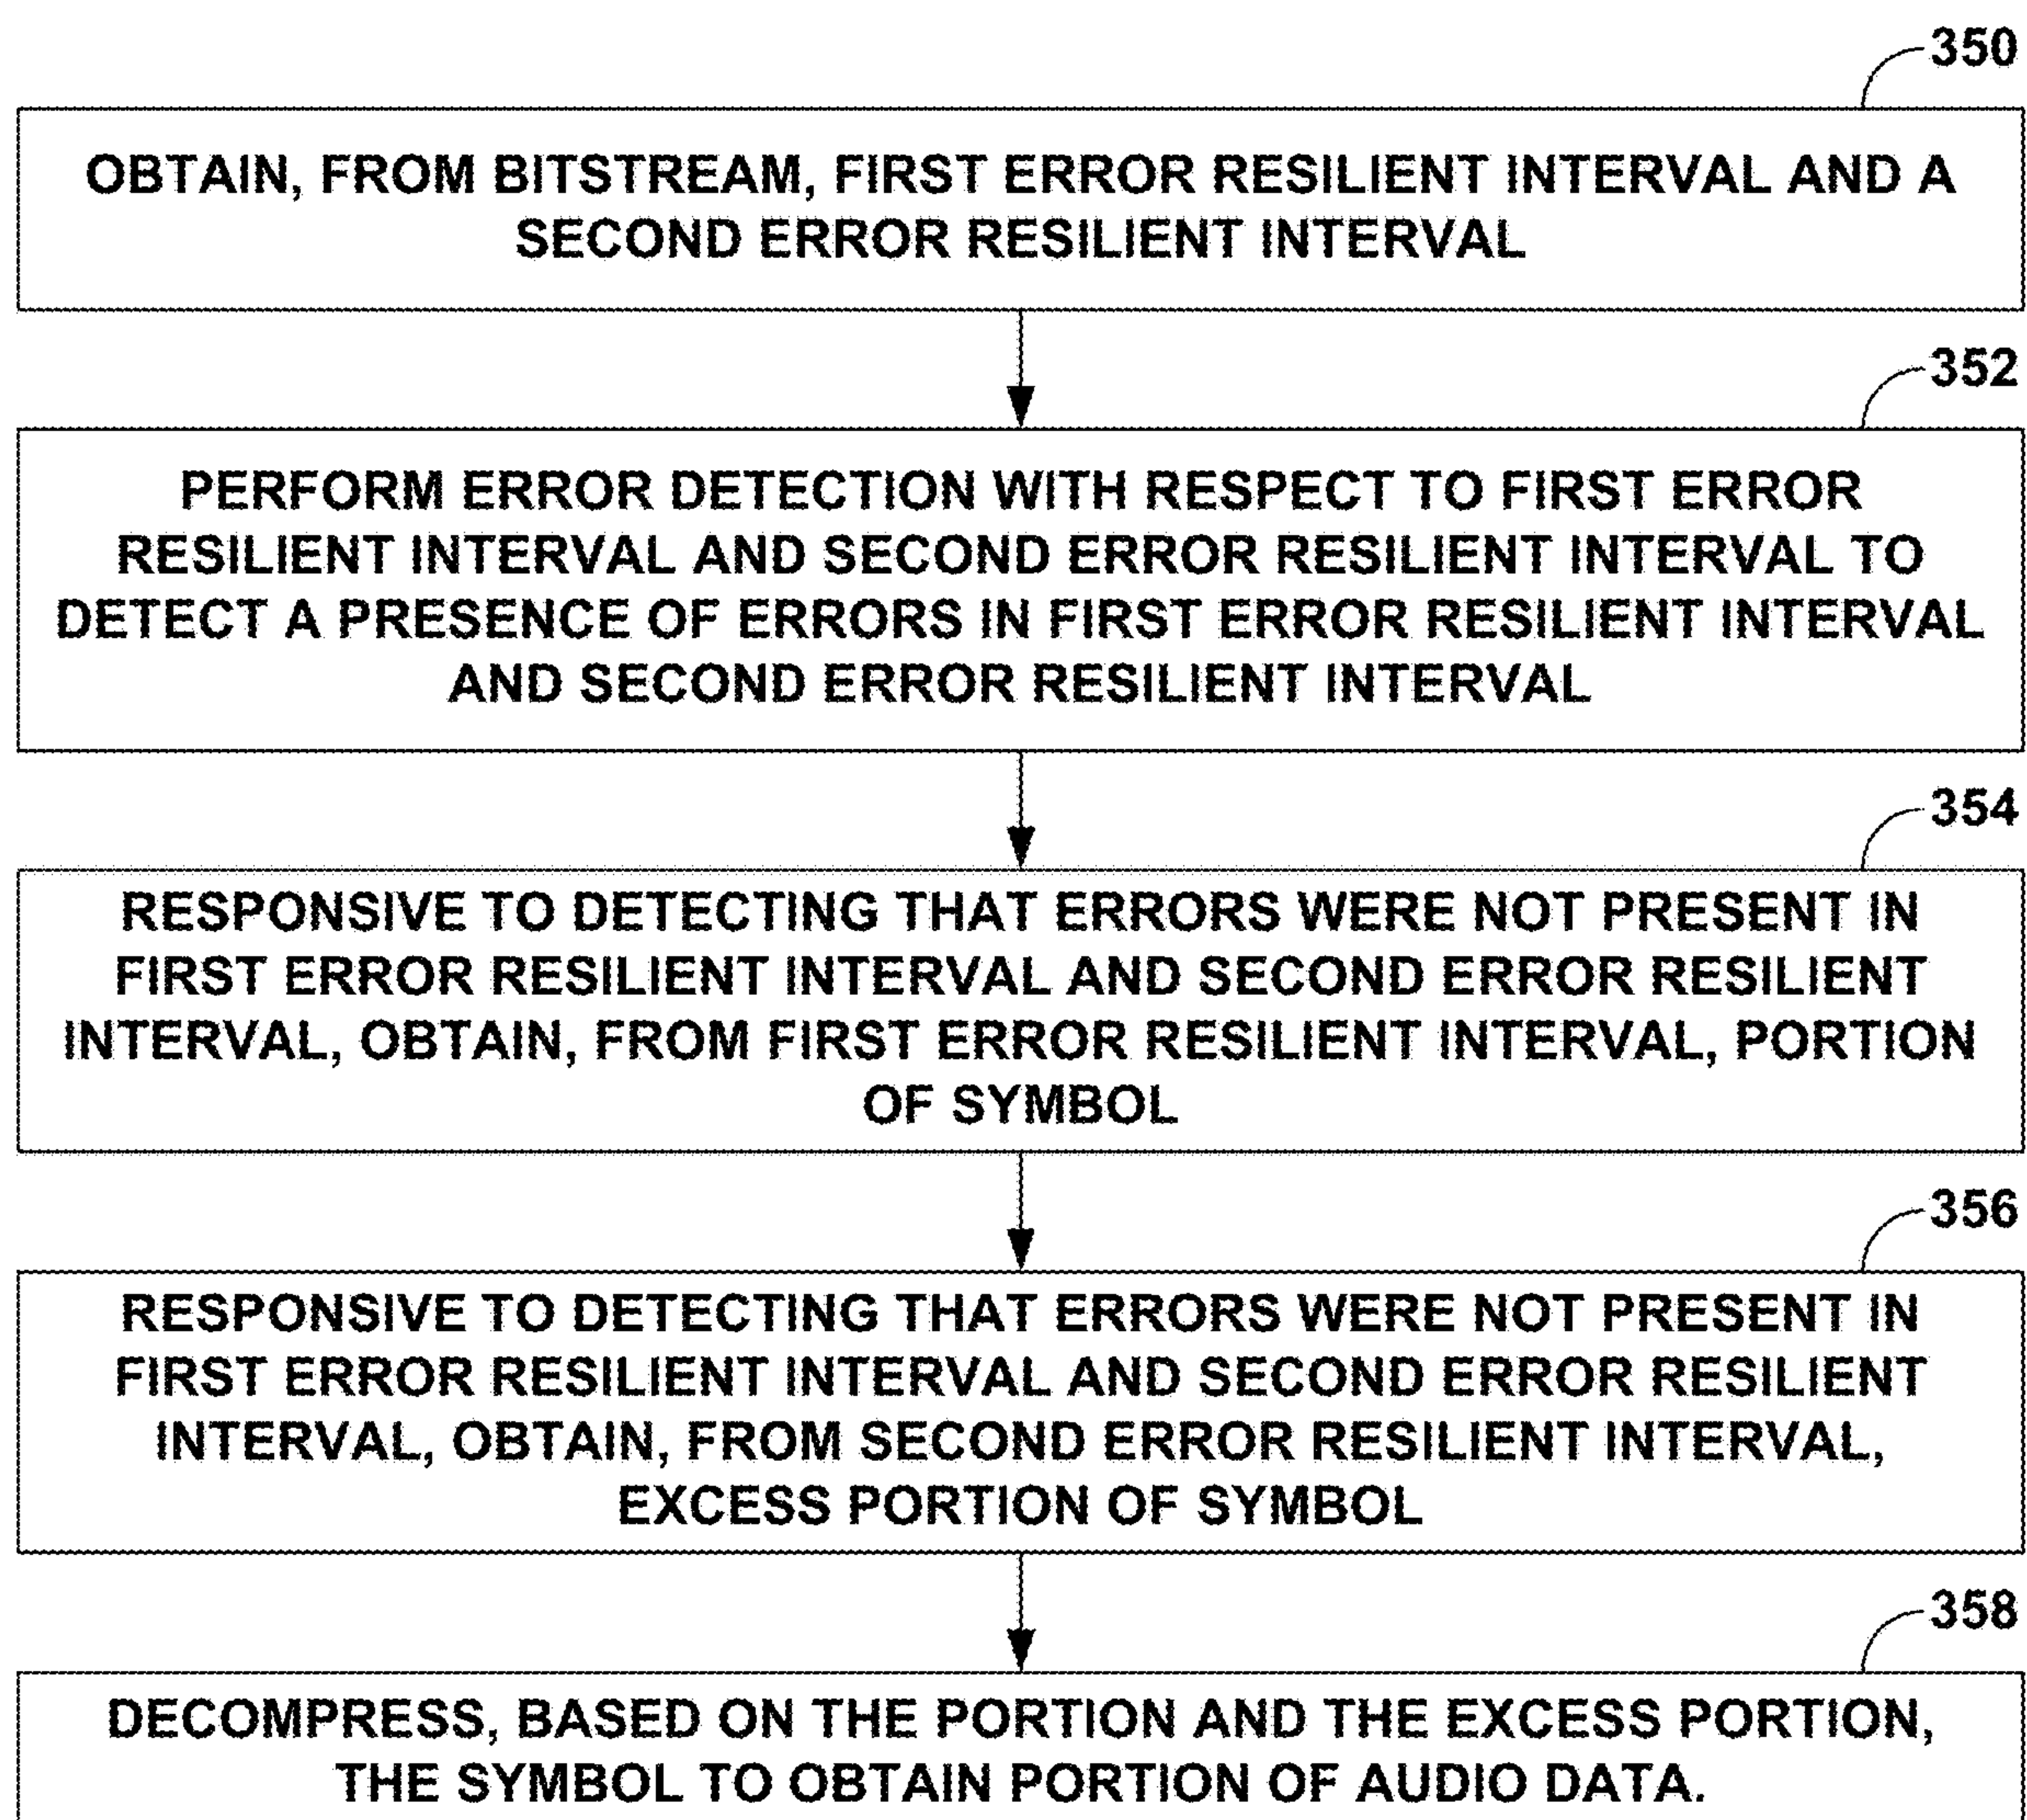 350
OBTAIN, FROM BITSTREAM, FIRST ERROR RESILIENT INTERVAL AND A
SECOND ERROR RESILIENT INTERVAL
352
PERFORM ERROR DETECTION WITH RESPECT TO FIRST ERROR
RESILIENT INTERVAL AND SECOND ERROR RESILIENT INTERVAL TO
DETECT A PRESENCE OF ERRORS IN FIRST ERROR RESILIENT INTERVAL
AND SECOND ERROR RESILIENT INTERVAL
354
RESPONSIVE TO DETECTING THAT ERRORS WERE NOT PRESENT IN
FIRST ERROR RESILIENT INTERVAL AND SECOND ERROR RESILIENT
INTERVAL, OBTAIN, FROM FIRST ERROR RESILIENT INTERVAL, PORTION
OF SYMBOL
356
RESPONSIVE TO DETECTING THAT ERRORS WERE NOT PRESENT IN
FIRST ERROR RESILIENT INTERVAL AND SECOND ERROR RESILIENT
INTERVAL, OBTAIN, FROM SECOND ERROR RESILIENT INTERVAL,
EXCESS PORTION OF SYMBOL
358
DECOMPRESS, BASED ON THE PORTION AND THE EXCESS PORTION,
THE SYMBOL TO OBTAIN PORTION OF AUDIO DATA.